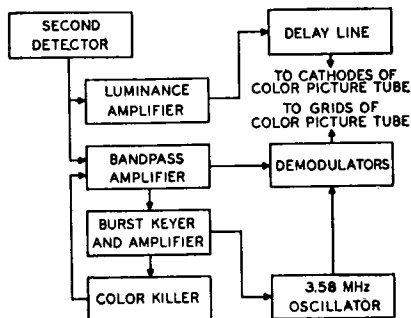 SECOND
DETECTOR
DELAY LINE
LUMINANCE
AMPLIFIER
TO CATHODES OF
COLOR PICTURE TUBE
TO GRIDS OF
COLOR PICTURE TUBE
BANDPASS
AMPLIFIER
DEMODULATORS
BURST KEYER
AND AMPLIFIER
COLOR KILLER
3.58 MHz
OSCILLATOR